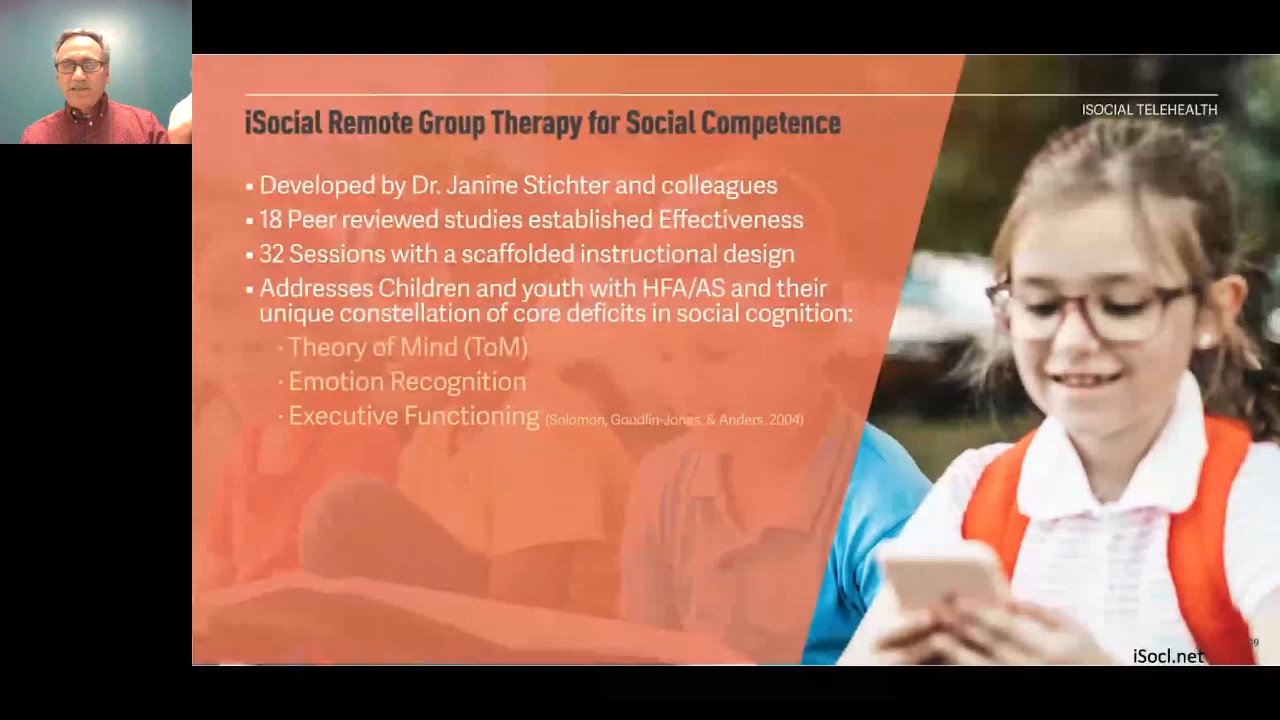 ISOCIAL TELEHEALTH
iSocial Remote Group Therapy for Social Competence
▪ Developed by Dr. Janine Stichter and colleagues
▪ 18 Peer reviewed studies established Effectiveness
▪ 32 Sessions with a scaffolded instructional design
▪ Addresses Children and youth with HFA/AS and their
unique constellation of core deficits in social cognition:
· Theory of Mind (ToM)
· Emotion Recognition
· Executive Functioning (Solomon, Goodlin-Jones, & Anders, 2004)
iSocl.net